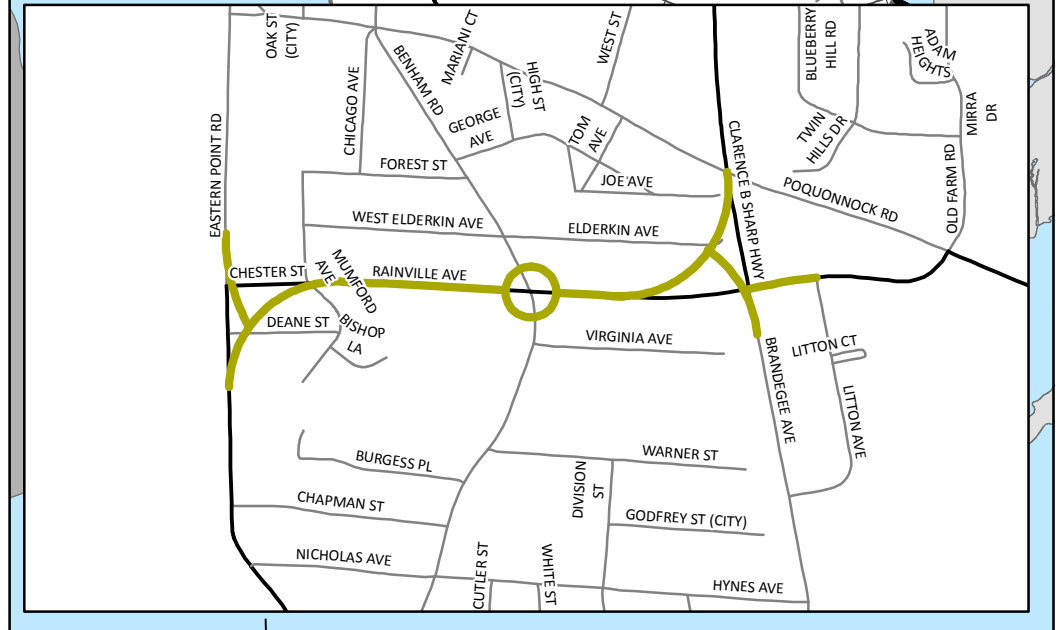 OAK ST
(CITY)
MARIANI CT
WEST ST
BLUEBERRY
HILL RD
ADAM
HEIGHTS
CHICAGO AVE
BENHAM RD
HIGH ST
(CITY)
MIRRA
DR
EASTERN POINT RD
GEORGE
AVE
TOM
AVE
TWIN
HILLS DR
CLARENCE B SHARP HWY
FOREST ST
JOE AVE
POQUONNOCK RD
OLD FARM RD
WEST ELDERKIN AVE
ELDERKIN AVE
CHESTER ST
MUMFORD
AVE
RAINVILLE AVE
DEANE ST
BISHOP
LA
VIRGINIA AVE
LITTON CT
BRANDEGEE AVE
LITTON AVE
BURGESS PL
WARNER ST
DIVISION
ST
CHAPMAN ST
GODFREY ST (CITY)
NICHOLAS AVE
CUTLER ST
WHITE ST
HYNES AVE